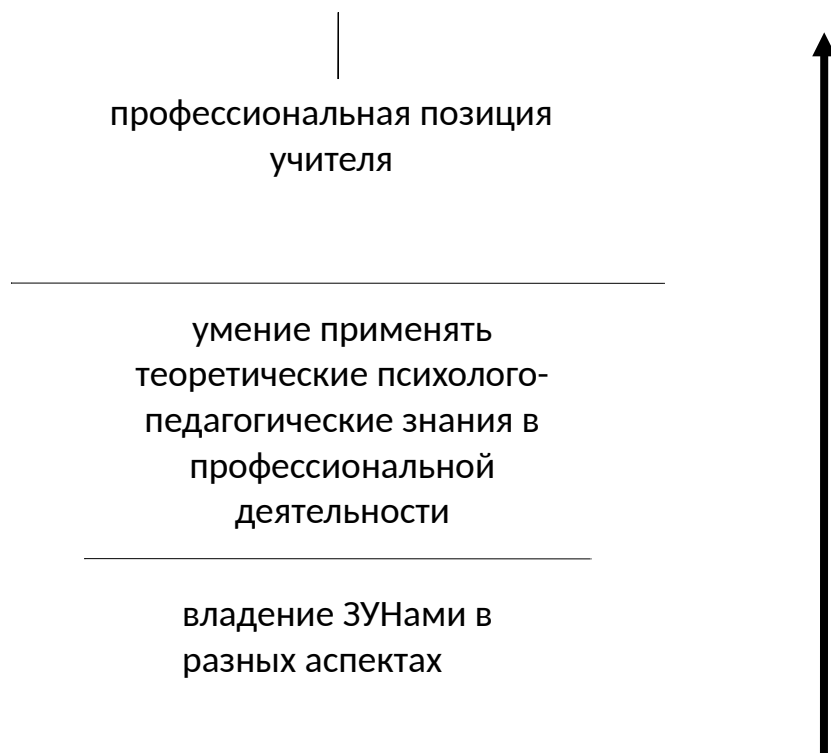 профессиональная позиция
учителя
умение применять
теоретические психолого-
педагогические знания в
профессиональной
деятельности
владение ЗУНами в
разных аспектах